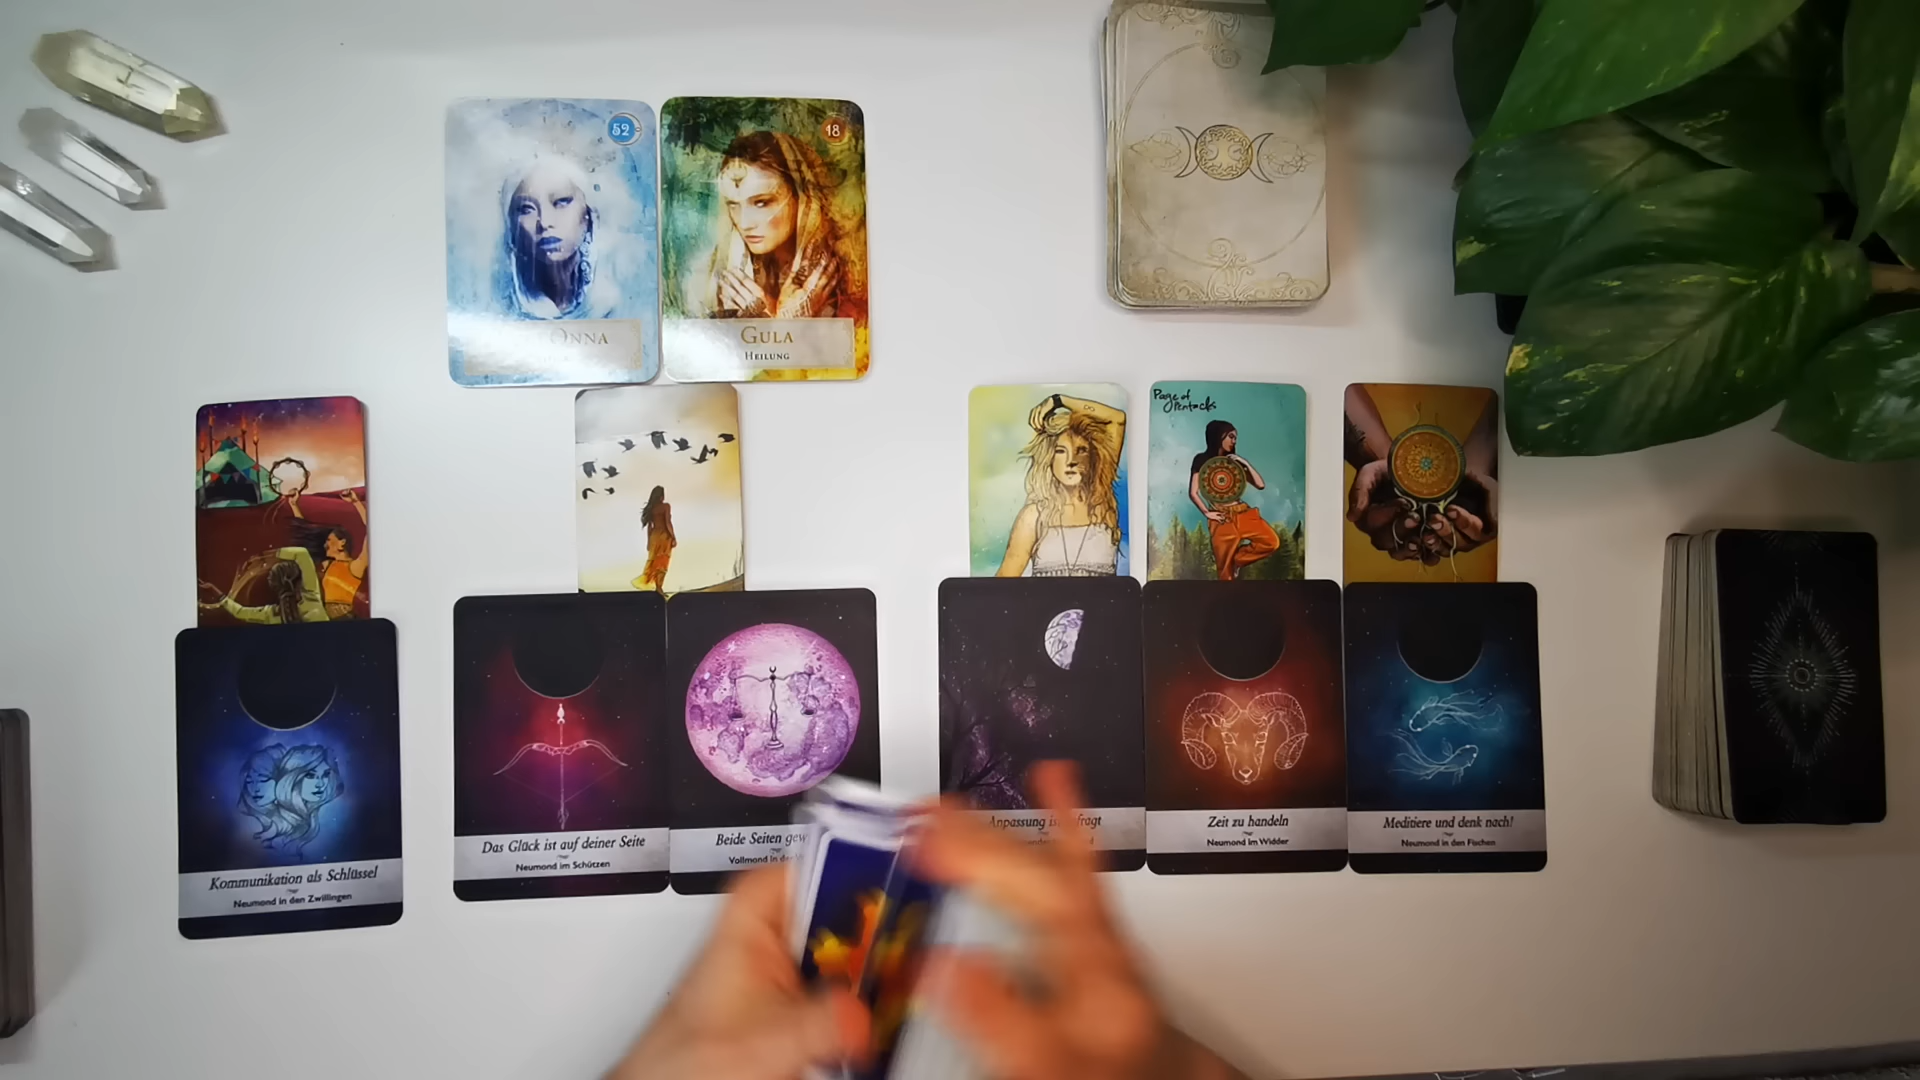 52
18
ONNA
GULA
HEILUNG
Page of
Pentacles
Kommunikation als Schlüssel
Neumond in den Zwillingen
Das Glück ist auf deiner Seite
Neumond im Schützen
Beide Seiten
Vollmond in
Anpassung
Zeit zu handeln
Neumond im Widder
Meditiere und denk nach!
Neumond in den Fischen